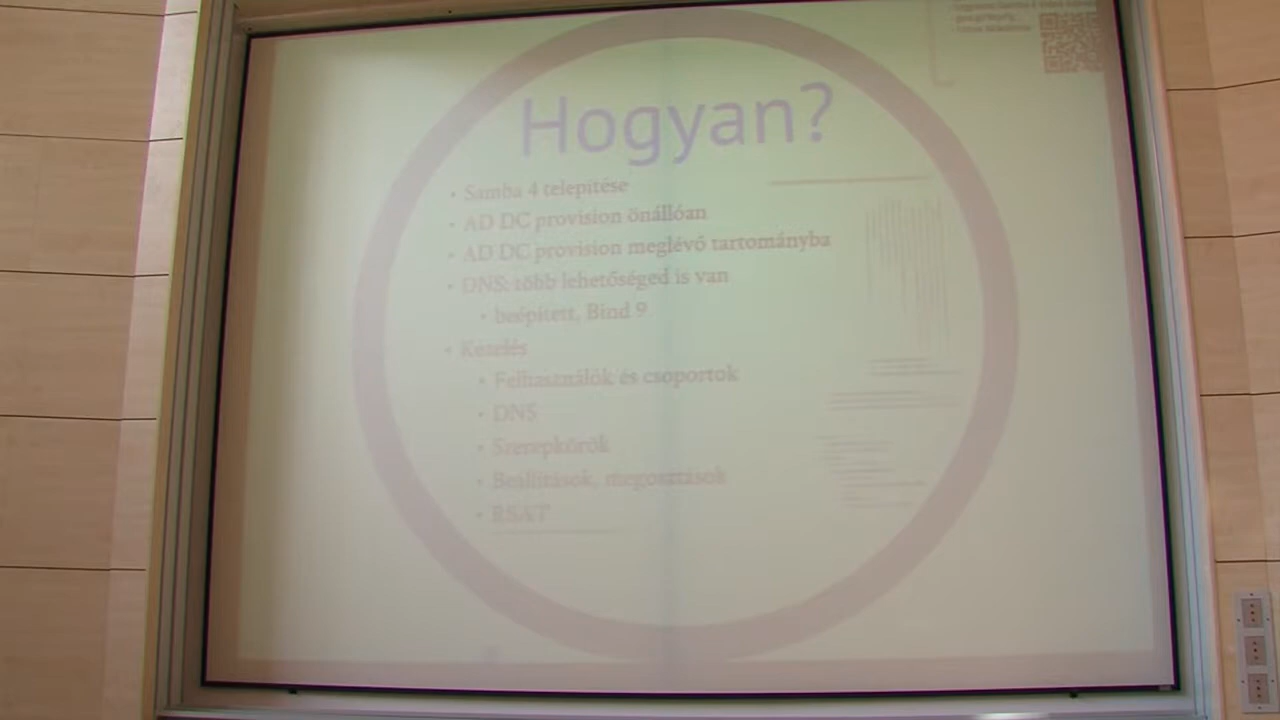 Hogyan?
• Samba 4 telepítése
• AD DC provision önállóan
• AD DC provision meglévő tartományba
• DNS: több lehetőséged is van
• beépített, Bind 9
• Kezelés
• Felhasználók és csoportok
• DNS
• Szerepkörök
• Beállítások, megosztások
• RSAT